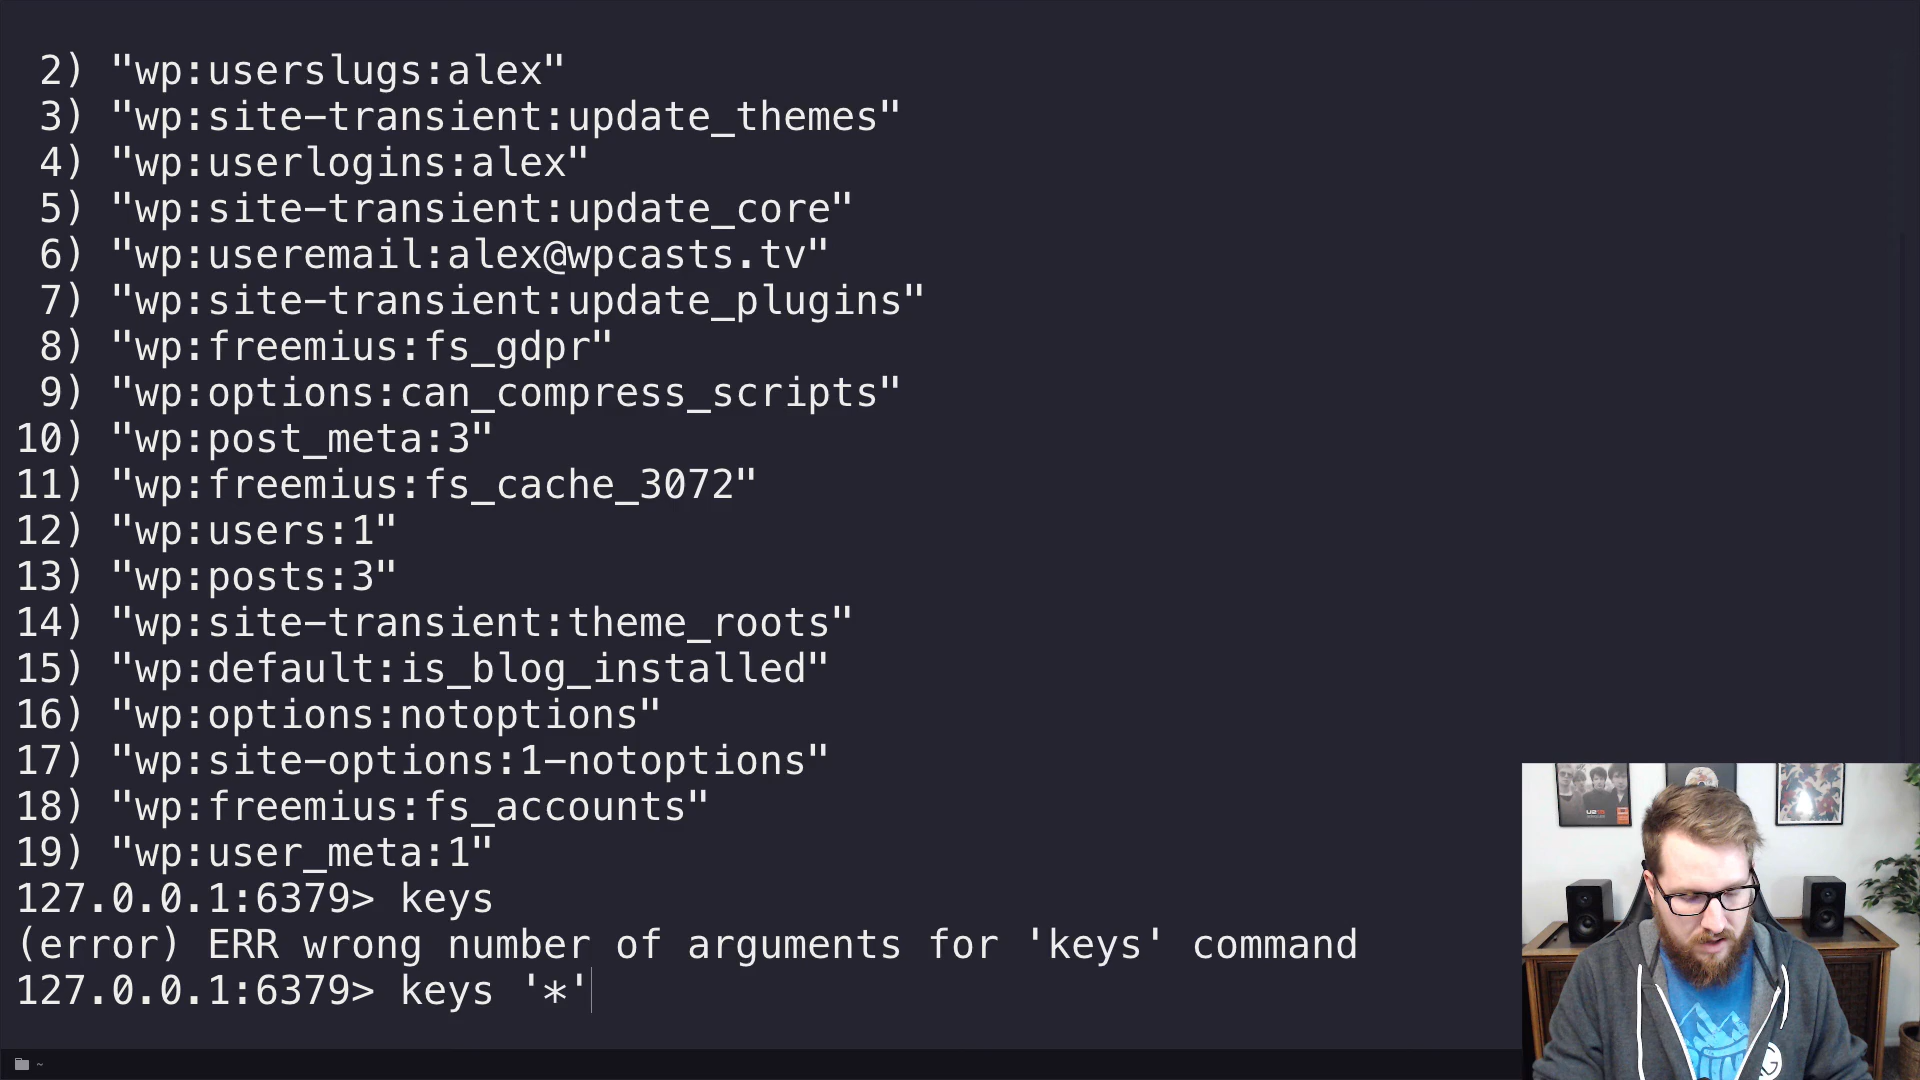 2) "wp:userslugs:alex"
3) "wp:site-transient:update_themes"
4) "wp:userlogins:alex"
5) "wp:site-transient:update_core"
6) "wp:useremail:alex@wpcasts.tv"
7) "wp:site-transient:update_plugins"
8) "wp:freemius:fs_gdpr"
9) "wp:options:can_compress_scripts"
10) "wp:post_meta:3"
11) "wp:freemius:fs_cache_3072"
12) "wp:users:1"
13) "wp:posts:3"
14) "wp:site-transient:theme_roots"
15) "wp:default:is_blog_installed"
16) "wp:options:notoptions"
17) "wp:site-options:1-notoptions"
18) "wp:freemius:fs_accounts"
19) "wp:user_meta:1"
127.0.0.1:6379> keys
(error) ERR wrong number of arguments for 'keys' command
127.0.0.1:6379> keys '*'
~
U2